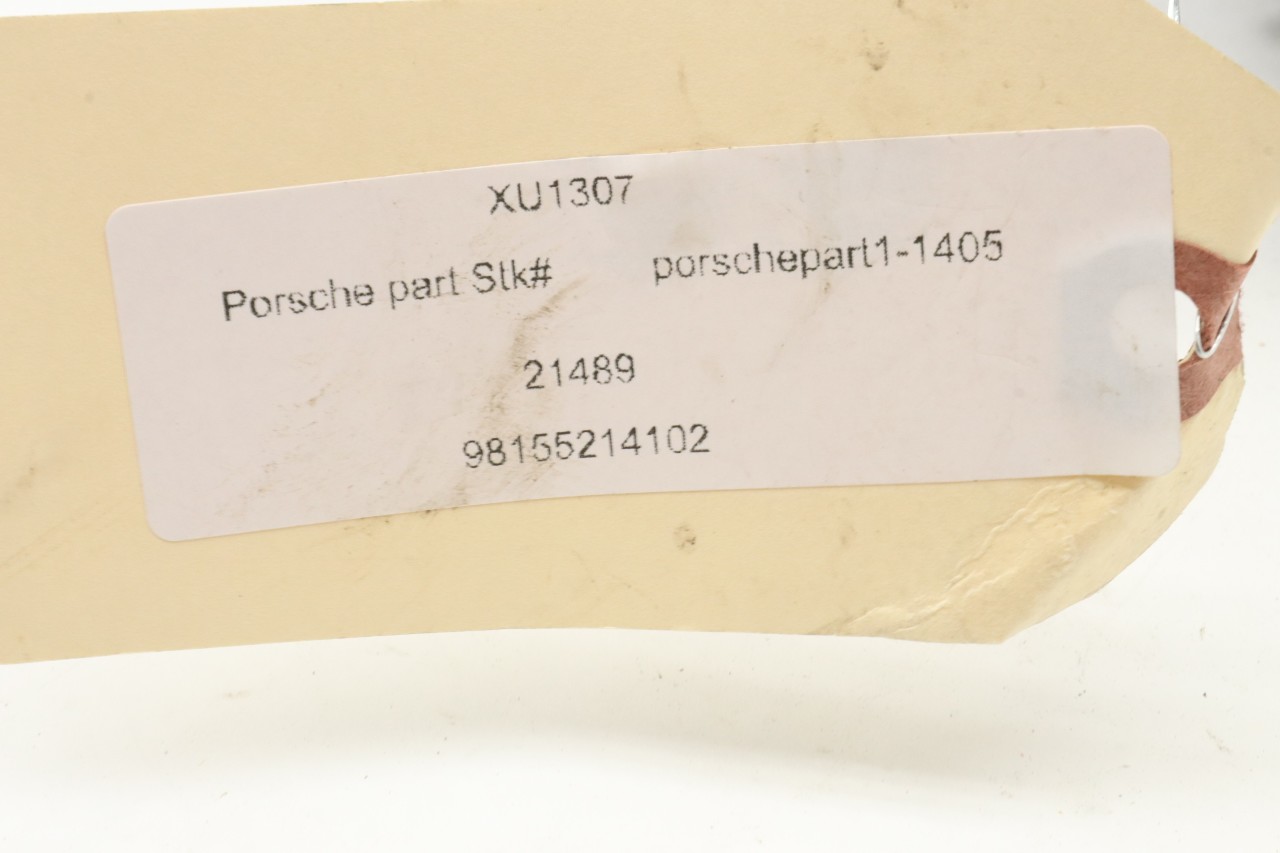 XU1307
Porsche part Stk# porschepart1-1405
21489
98155214102